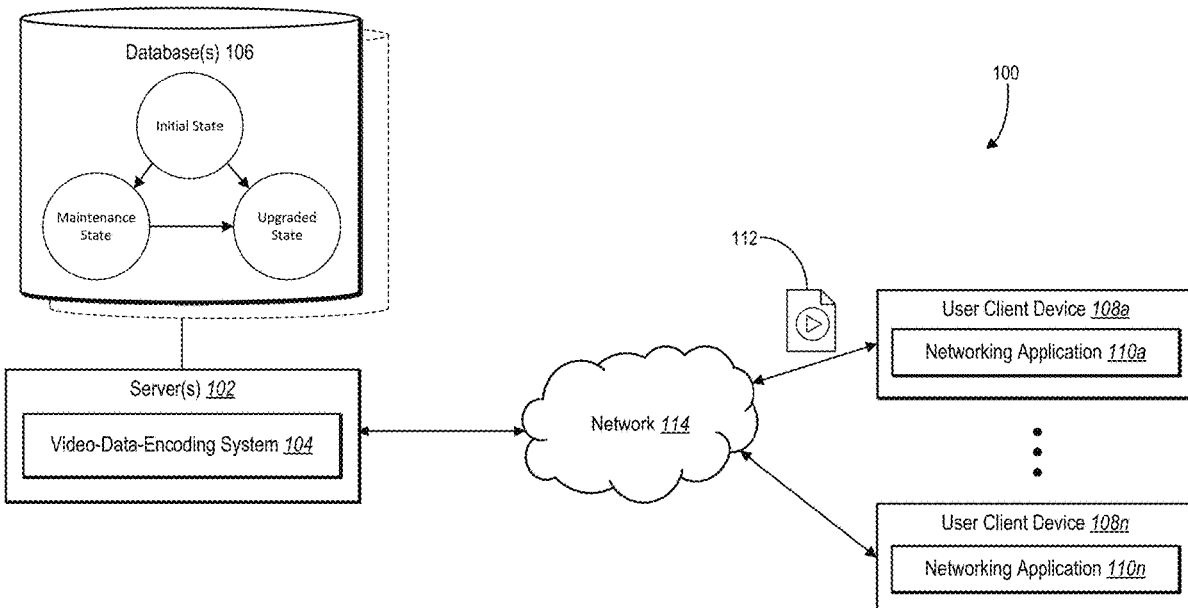 Database(s) 106
Initial State
Maintenance
State
Upgraded
State
100
112
Server(s) 102
Video-Data-Encoding System 104
Network 114
User Client Device 108a
Networking Application 110a
User Client Device 108n
Networking Application 110n